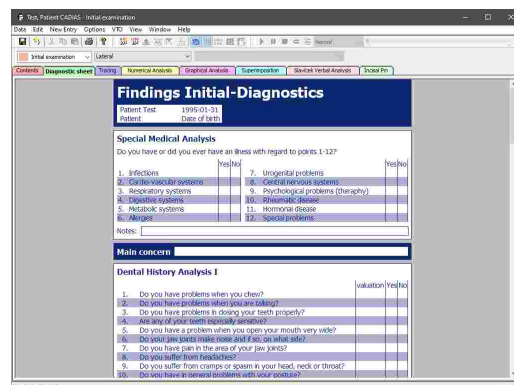 Test, Patient CADIAS - Initial examination
Date Edit New Entry Options VTO View Window Help
Normal
Initial examination Lateral
Contents Diagnostic sheet Tracing Numerical Analysis Graphical Analysis Superimposition Slavicek Verbal Analysis Incisal Pin
Findings Initial-Diagnostics
Patient Test 1995-01-31
Patient Date of birth
Special Medical Analysis
Do you have or did you ever have an illness with regard to points 1-12?
Yes No Yes No
1. Infections 7. Urogenital problems
2. Cardio-vascular systems 8. Central nervous systems
3. Respiratory systems 9. Psychological problems (theraphy)
4. Digestive systems 10. Rheumatic disease
5. Metabolic systems 11. Hormonal disease
6. Allergies 12. Special problems
Notes:
Main concern
Dental History Analysis I
valuation Yes No
1. Do you have problems when you chew?
2. Do you have problems when you are talking?
3. Do you have problems in closing your teeth properly?
4. Are any of your teeth especially sensitive?
5. Do you have a problem when you open your mouth very wide?
6. Do your jaw joints make noise and if so, on what side?
7. Do you have pain in the area of your jaw joints?
8. Do you suffer from headaches?
9. Do you suffer from cramps or spasm in your head, neck or throat?
10. Do you have in general problems with your posture?